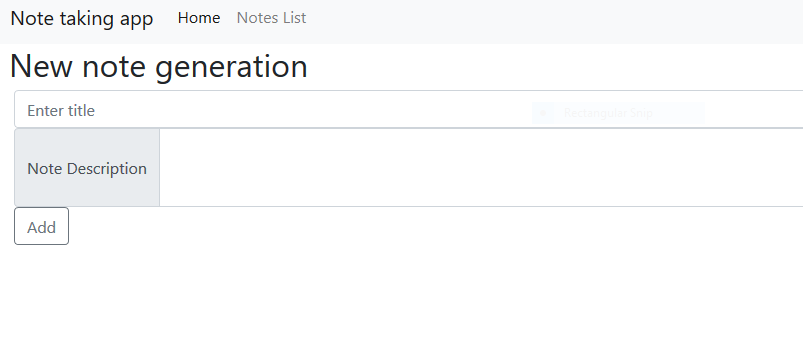 Note taking app Home Notes List
New note generation
Enter title
Rectangular Snip
Note Description
Add